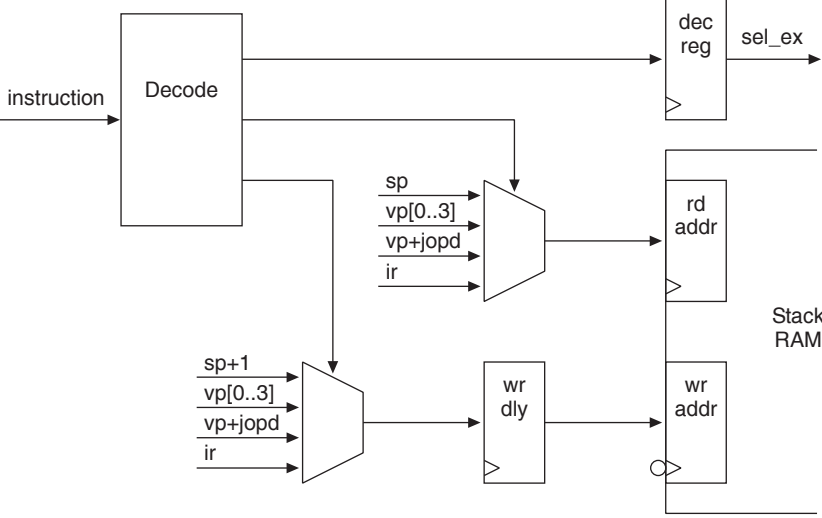 dec
reg
sel_ex
instruction
Decode
sp
vp[0..3]
vp+jopd
ir
rd
addr
Stack
RAM
sp+1
vp[0..3]
vp+jopd
ir
wr
dly
wr
addr